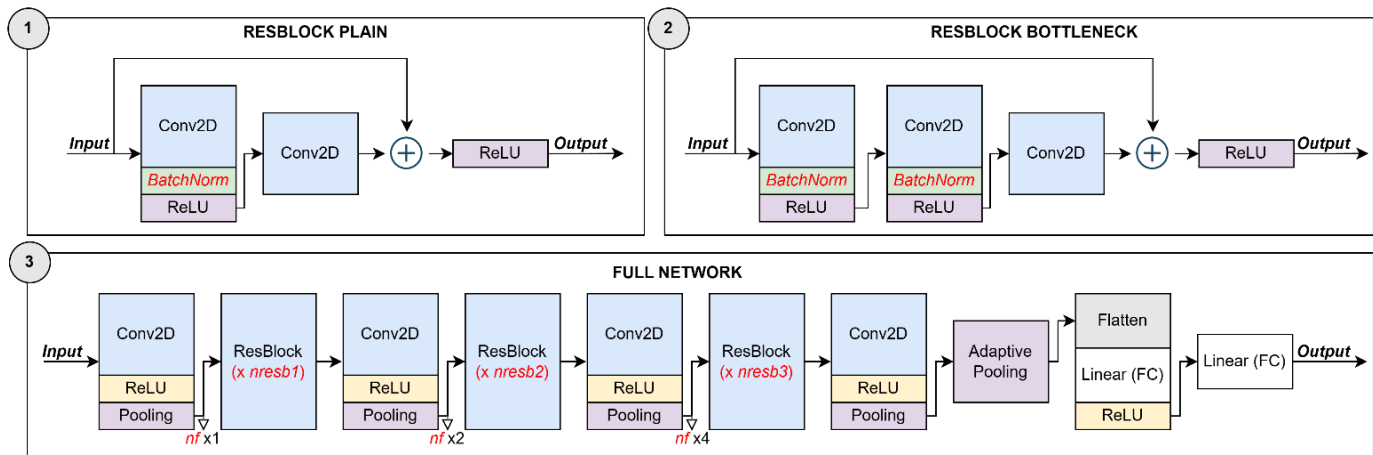 1
RESBLOCK PLAIN
Input
Conv2D
BatchNorm
ReLU
Conv2D
ReLU
Output
2
RESBLOCK BOTTLENECK
Input
Conv2D
BatchNorm
ReLU
Conv2D
BatchNorm
ReLU
Conv2D
ReLU
Output
3
FULL NETWORK
Input
Conv2D
ReLU
Pooling
nf x1
ResBlock
(x nresb1)
Conv2D
ReLU
Pooling
nf x2
ResBlock
(x nresb2)
Conv2D
ReLU
Pooling
nf x4
ResBlock
(x nresb3)
Conv2D
ReLU
Pooling
Adaptive
Pooling
Flatten
Linear (FC)
ReLU
Linear (FC)
Output